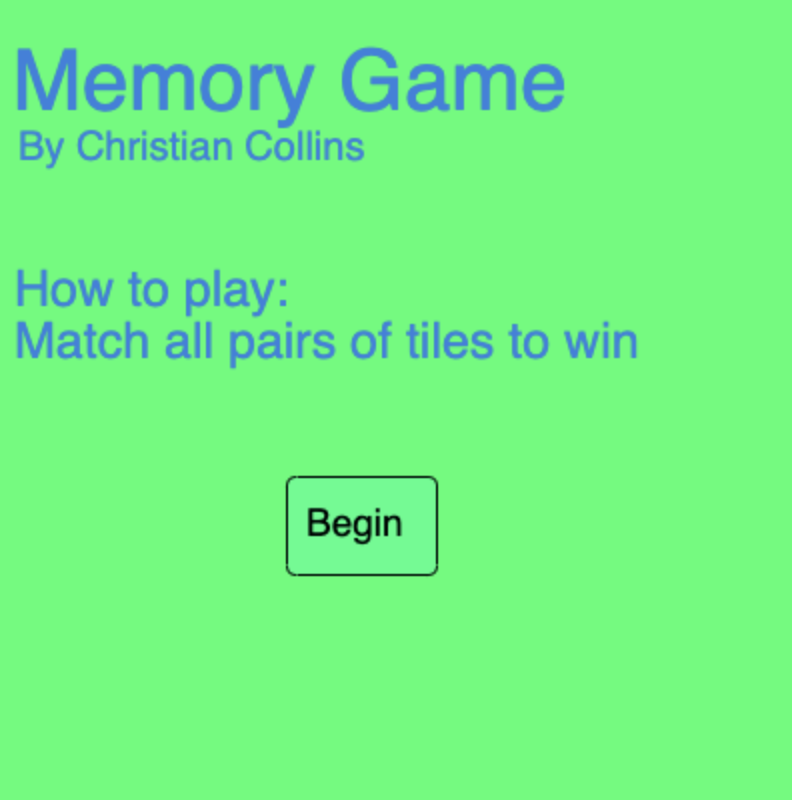 Memory Game
By Christian Collins
How to play:
Match all pairs of tiles to win
Begin